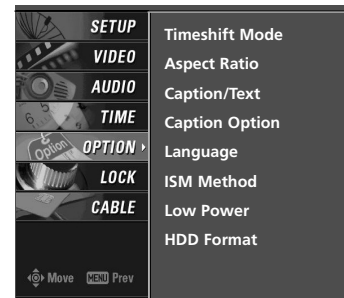 SETUP
VIDEO
AUDIO
TIME
OPTION
LOCK
CABLE
Move MENU Prev
Timeshift Mode
Aspect Ratio
Caption/Text
Caption Option
Language
ISM Method
Low Power
HDD Format